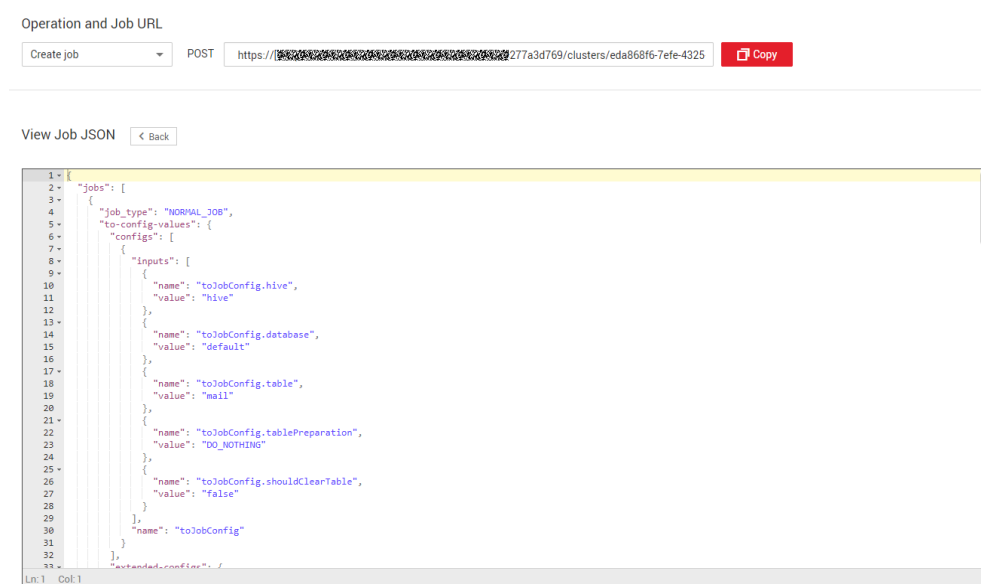 Operation and Job URL
Create job POST https:// 277a3d769/clusters/eda868f6-7efe-4325 Copy
View Job JSON < Back
1 {
2 "jobs": [
3 {
4 "job_type": "NORMAL_JOB",
5 "to-config-values": {
6 "configs": [
7 {
8 "inputs": [
9 {
10 "name": "toJobConfig.hive",
11 "value": "hive"
12 },
13 {
14 "name": "toJobConfig.database",
15 "value": "default"
16 },
17 {
18 "name": "toJobConfig.table",
19 "value": "mail"
20 },
21 {
22 "name": "toJobConfig.tablePreparation",
23 "value": "DO_NOTHING"
24 },
25 {
26 "name": "toJobConfig.shouldClearTable",
27 "value": "false"
28 }
29 ],
30 "name": "toJobConfig"
31 }
32 ],
33 "extended-configs": {
Ln: 1 Col: 1